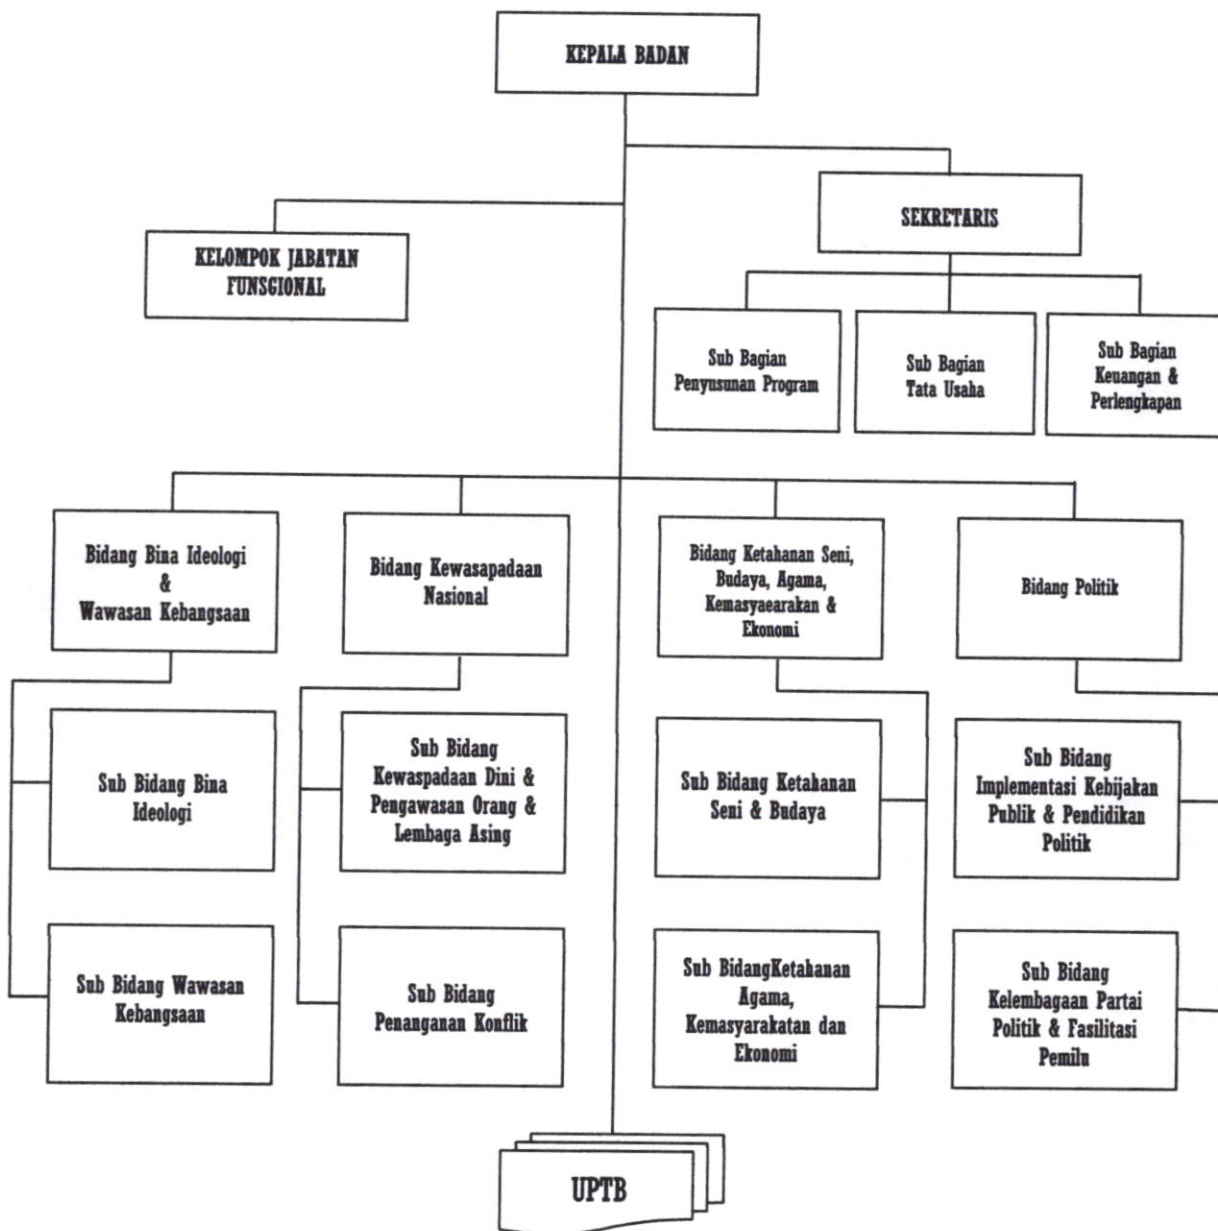 KEPALA BADAN
SEKRETARIS
KELOMPOK JABATAN
FUNSGIONAL
Sub Bagian
Penyusunan Program
Sub Bagian
Tata Usaha
Sub Bagian
Keuangan &
Perlengkapan
Bidang Bina Ideologi
&
Wawasan Kebangsaan
Bidang Kewasapadaan
Nasional
Bidang Ketahanan Seni,
Budaya, Agama,
Kemasyaearakan &
Ekonomi
Bidang Politik
Sub Bidang Bina
Ideologi
Sub Bidang
Kewaspadaan Dini &
Pengawasan Orang &
Lembaga Asing
Sub Bidang Ketahanan
Seni & Budaya
Sub Bidang
Implementasi Kebijakan
Publik & Pendidikan
Politik
Sub Bidang Wawasan
Kebangsaan
Sub Bidang
Penanganan Konflik
Sub BidangKetahanan
Agama,
Kemasyarakatan dan
Ekonomi
Sub Bidang
Kelembagaan Partai
Politik & Fasilitasi
Pemilu
UPTB